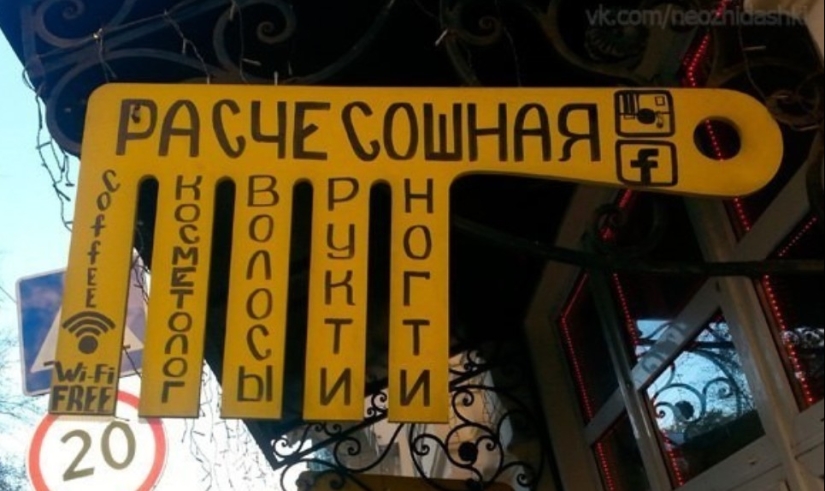 vk.com/neozhidashki
РАСЧЕСОШНАЯ
f
coffee
Wi-Fi
FREE
КОСМЕТОЛОГ
ВОЛОСЫ
РУКТИ
НОГТИ
20